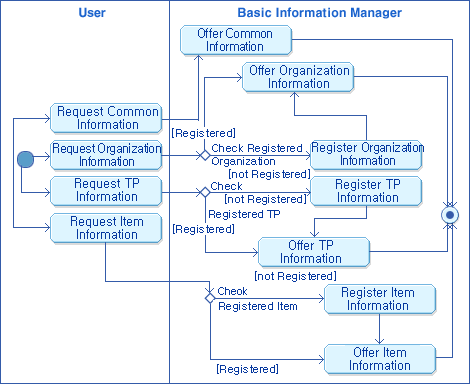 User
Basic Information Manager
Offer Common
Information
Offer Organization
Information
Request Common
Information
[Registered]
Request Organization
Information
Check Registered
Organization
Register Organization
Information
[not Registered]
Request TP
Information
Check
[not Registered]
Registered TP
Register TP
Information
Request Item
Information
[Registered]
Offer TP
Information
[not Registered]
Cheok
Registered Item
Register Item
Information
Offer Item
Information
[Registered]